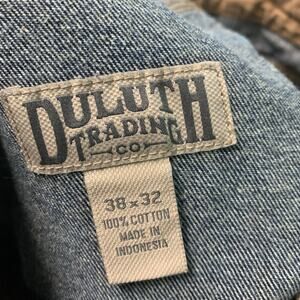 DULUTH
TRADING
CO
38 x 32
100% COTTON
MADE IN
INDONESIA